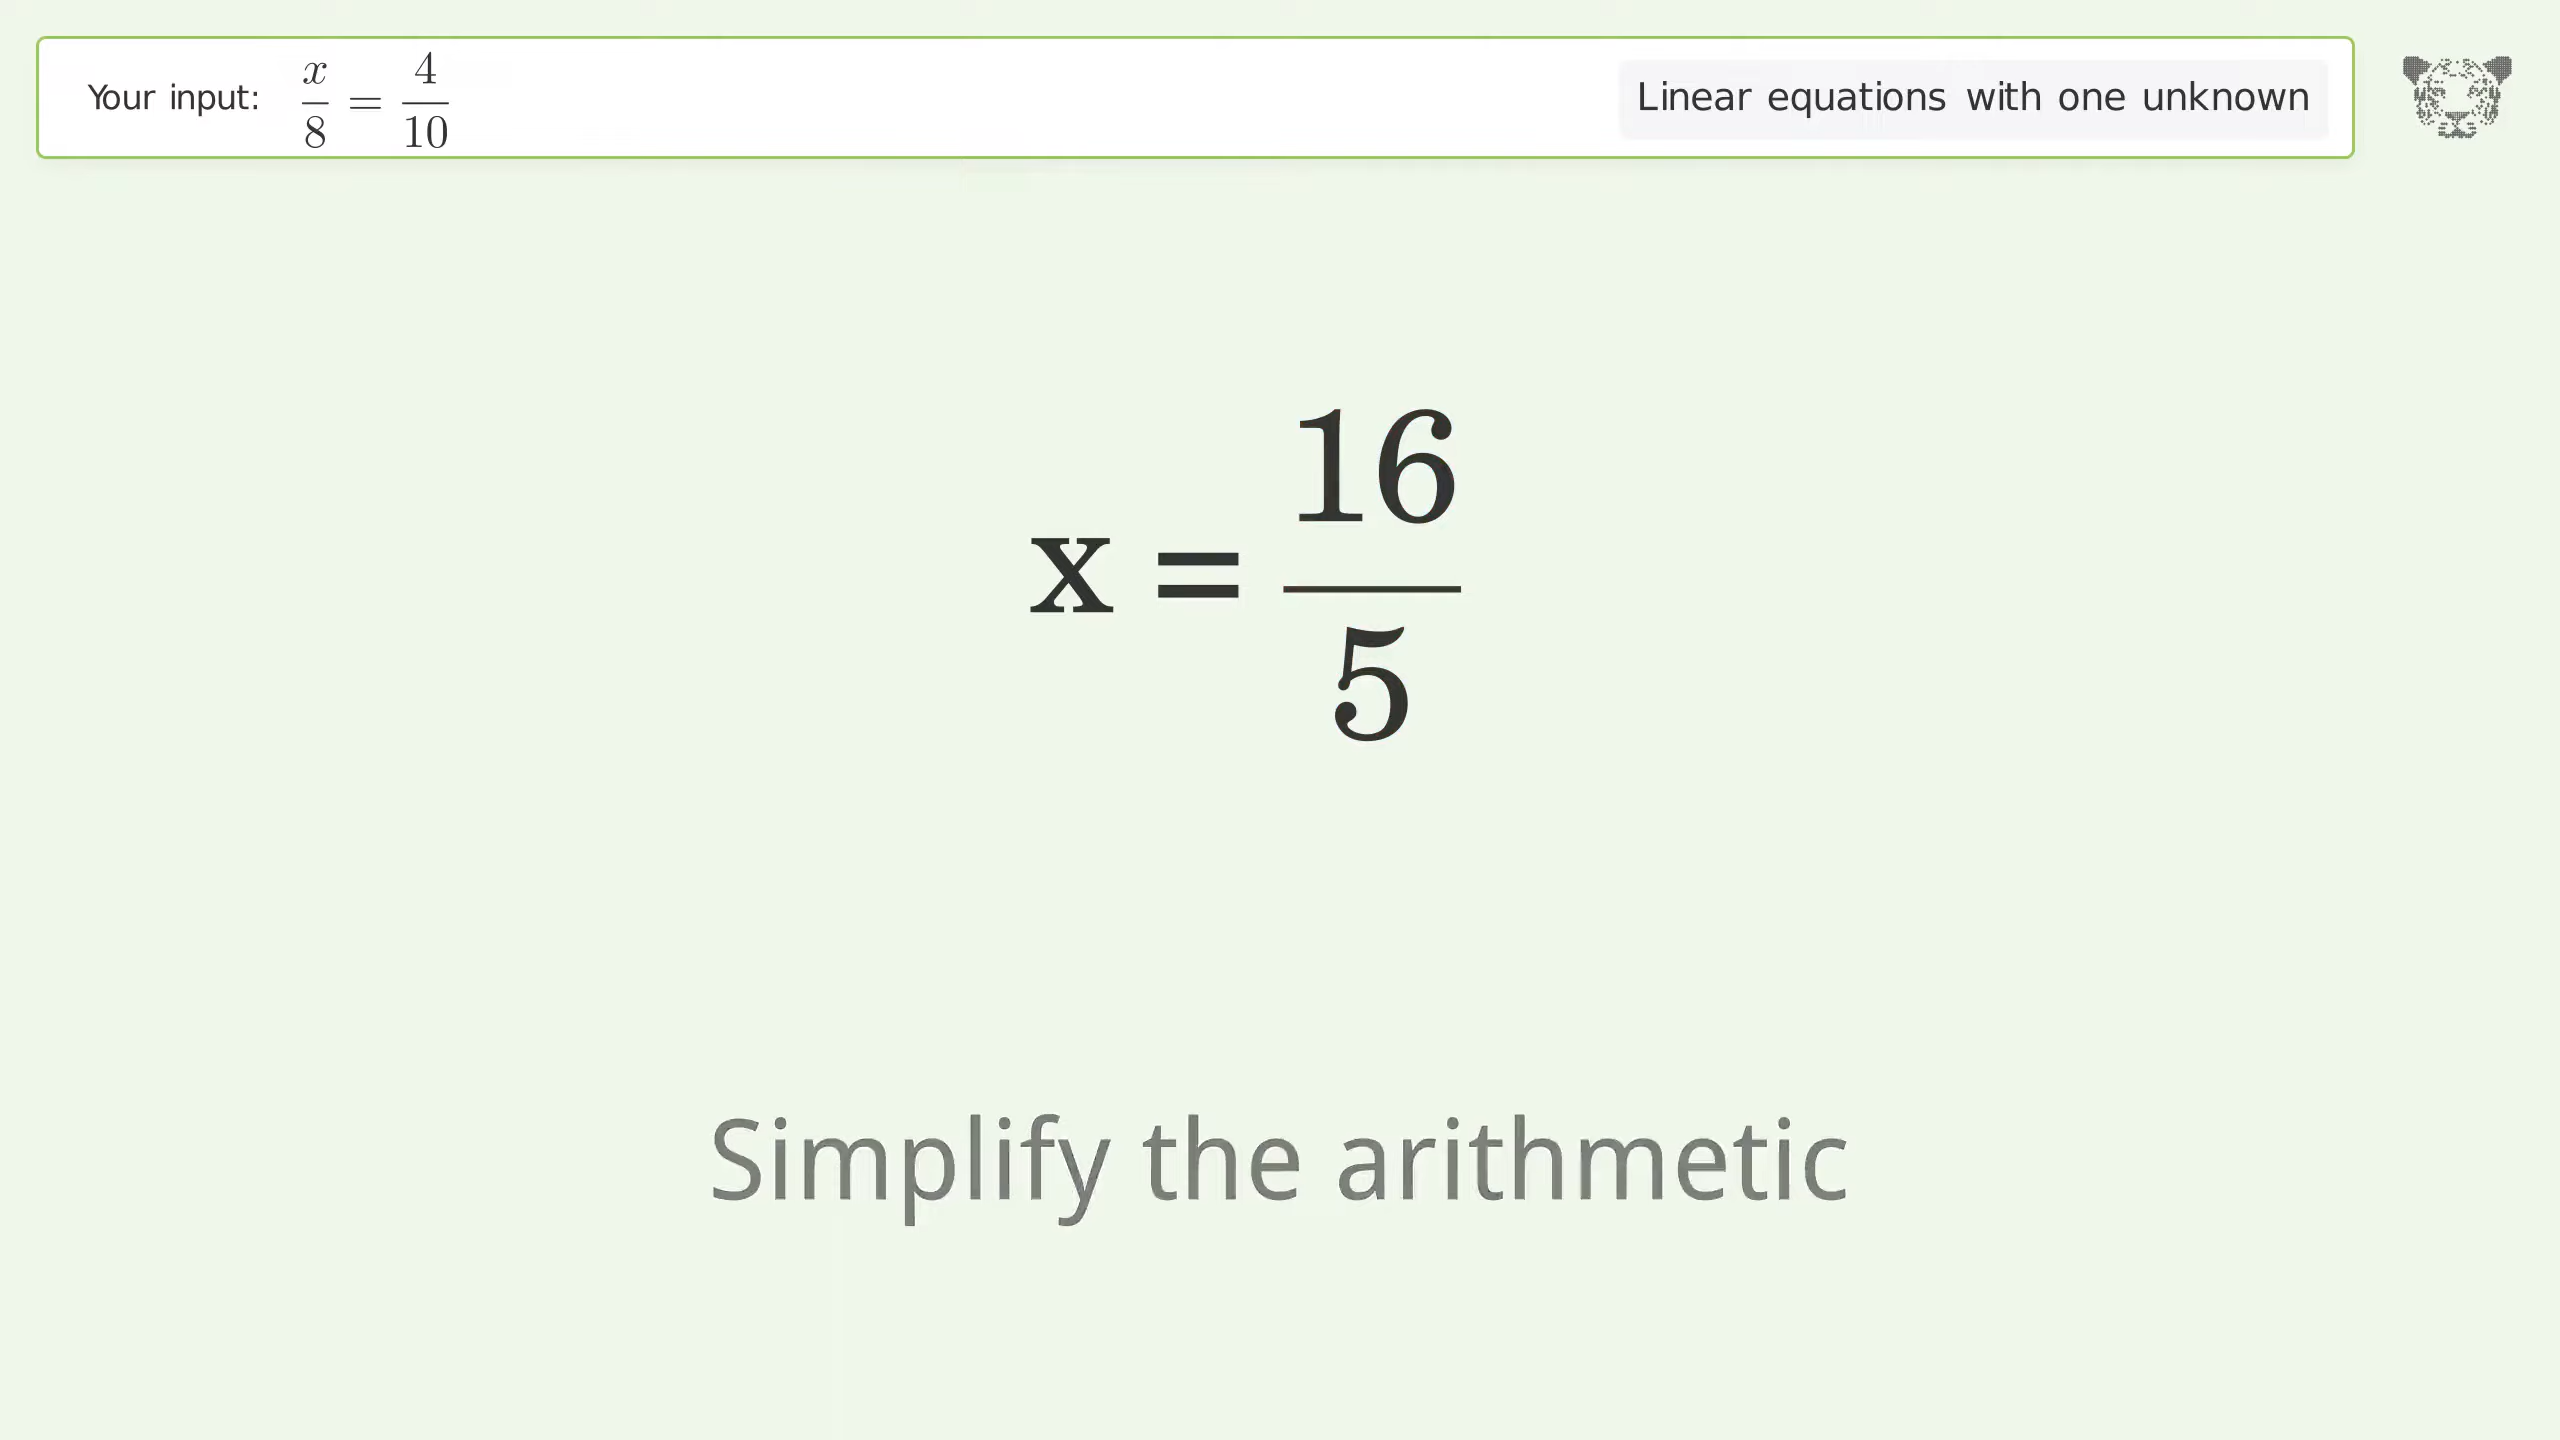 Your input: x/8 = 4/10
Linear equations with one unknown
x = 16/5
Simplify the arithmetic